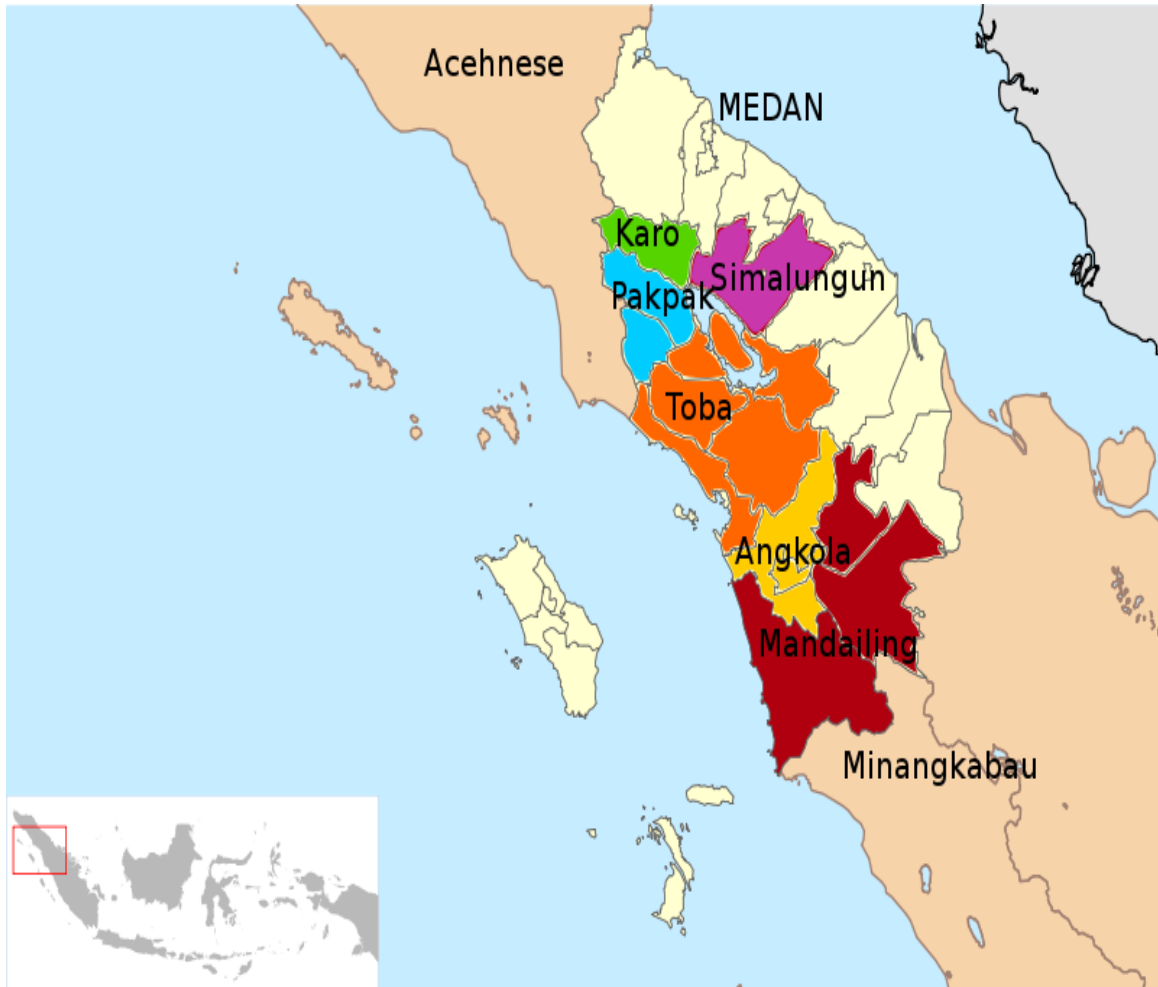 Acehnese
MEDAN
Karo
Simalungun
Pakpak
Toba
Angkola
Mandailing
Minangkabau